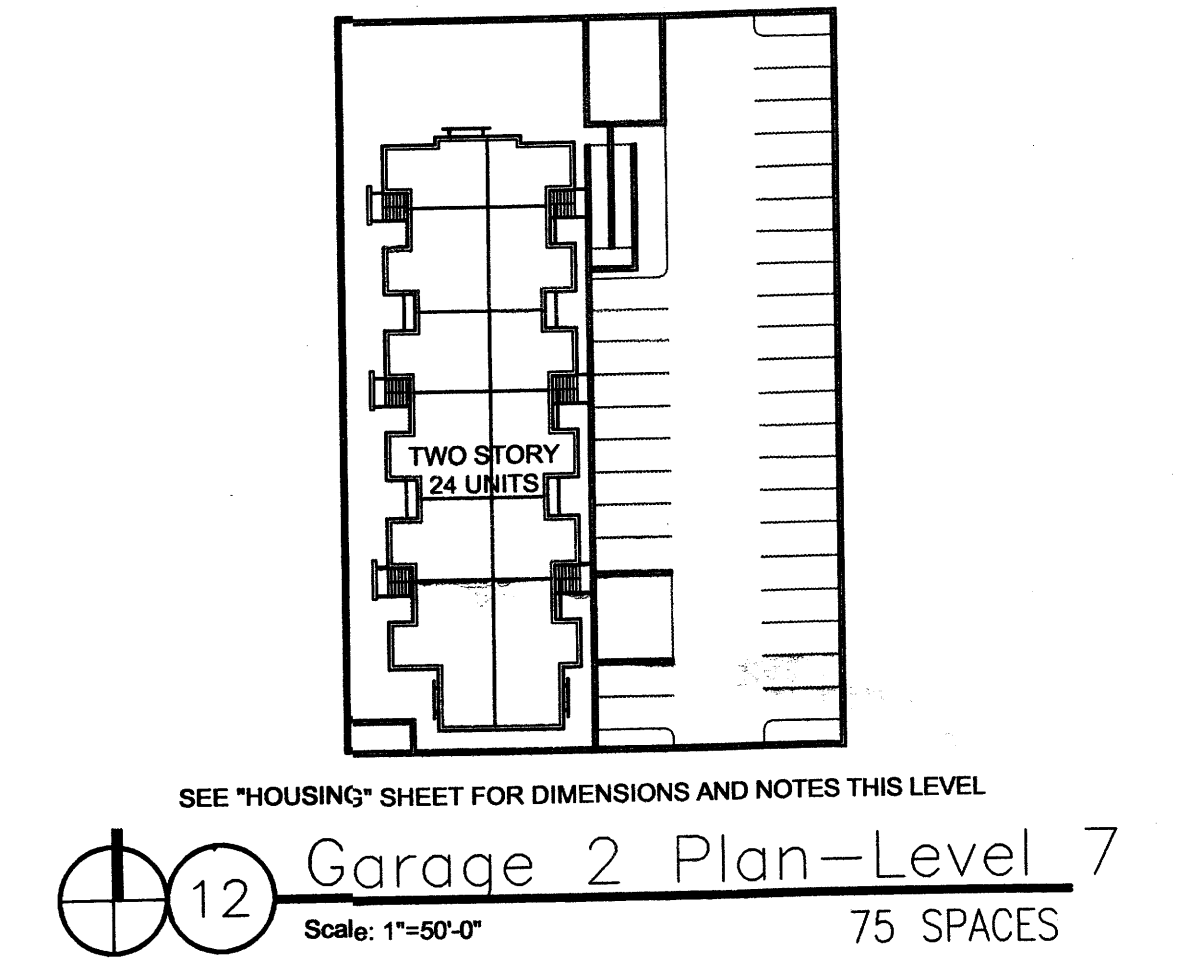 TWO STORY
24 UNITS
SEE "HOUSING" SHEET FOR DIMENSIONS AND NOTES THIS LEVEL
12
Garage 2 Plan-Level 7
Scale: 1"=50'-0"
75 SPACES